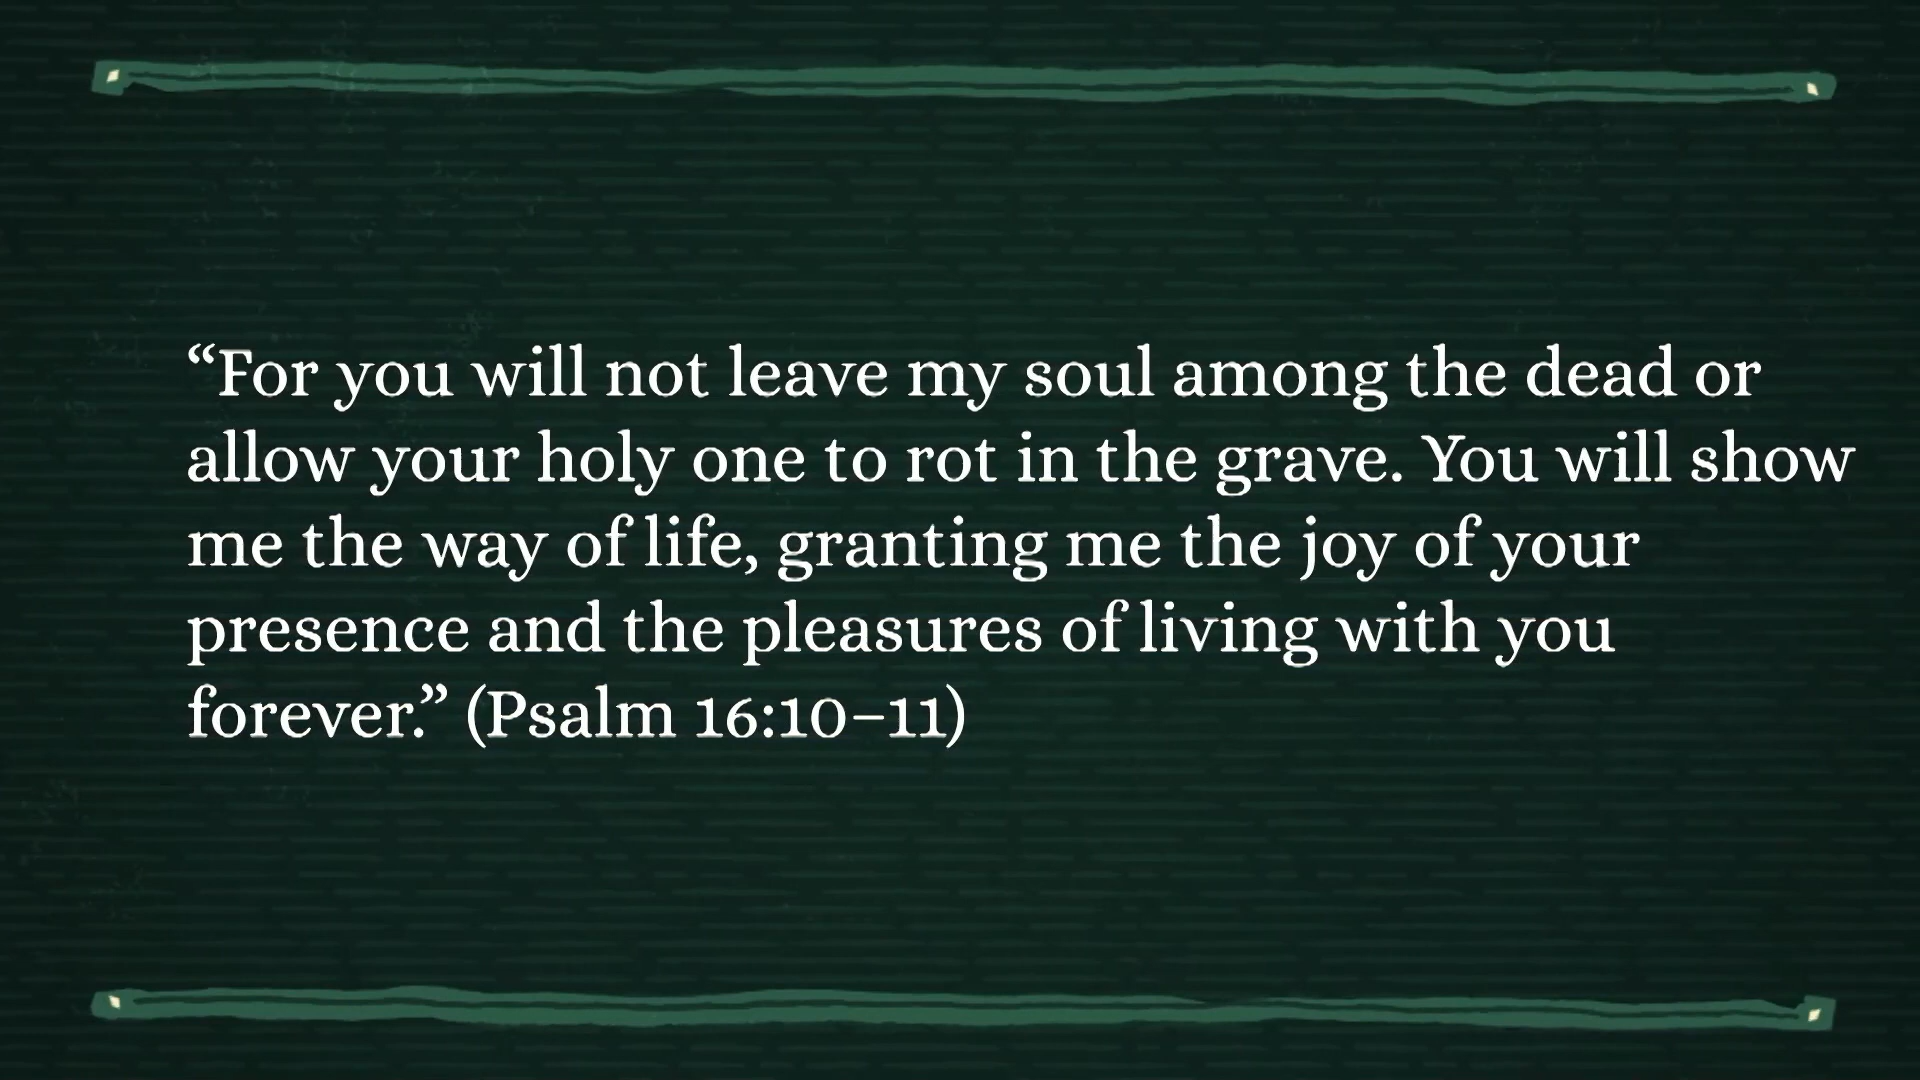 “For you will not leave my soul among the dead or
allow your holy one to rot in the grave. You will show
me the way of life, granting me the joy of your
presence and the pleasures of living with you
forever.” (Psalm 16:10–11)